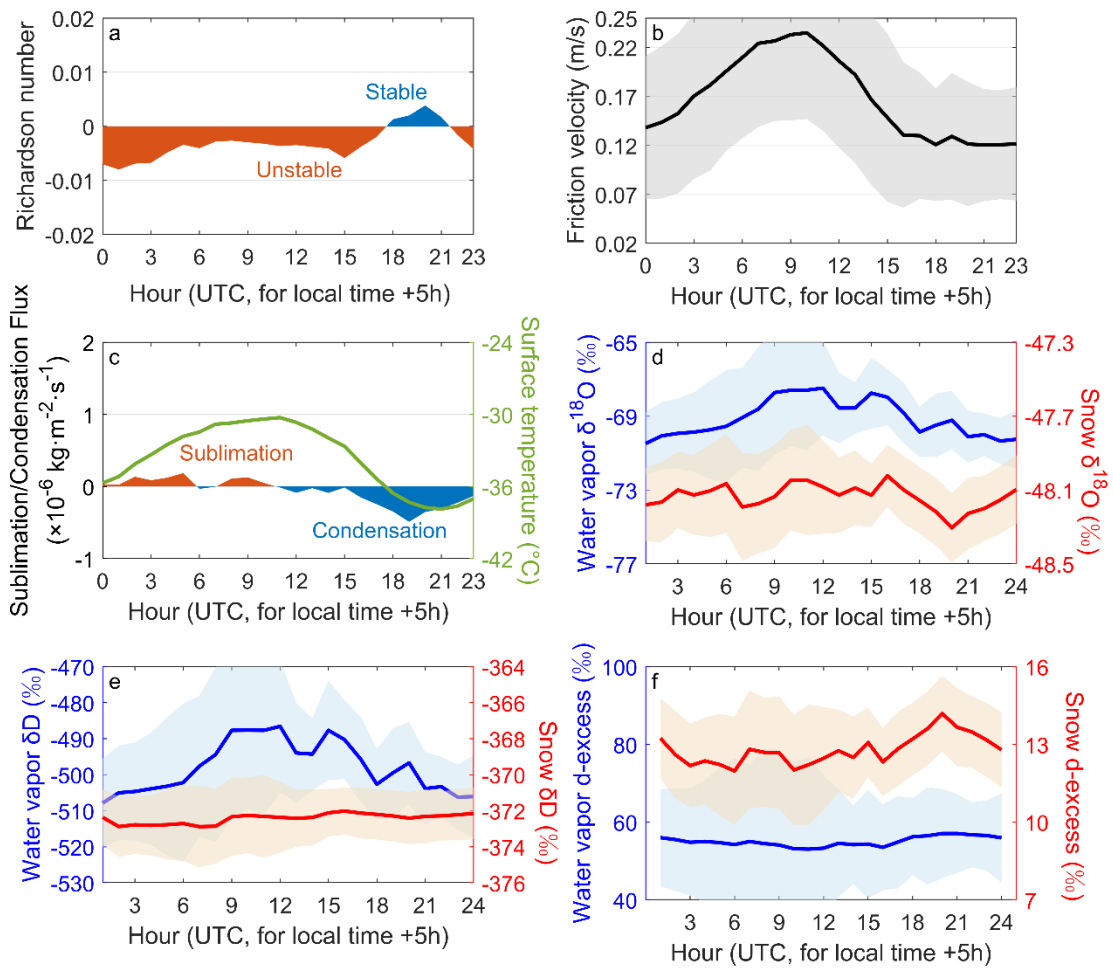 a
Richardson number
0.02
0.01
0
-0.01
-0.02
Stable
Unstable
0 3 6 9 12 15 18 21 23
Hour (UTC, for local time +5h)
b
Friction velocity (m/s)
0.25
0.22
0.17
0.12
0.07
0.02
0 3 6 9 12 15 18 21 23
Hour (UTC, for local time +5h)
c
Sublimation/Condensation Flux
(×10⁻⁶ kg·m⁻²·s⁻¹)
2
1
0
-1
Sublimation
Condensation
-24
-30
-36
-42
Surface temperature (°C)
0 3 6 9 12 15 18 21 23
Hour (UTC, for local time +5h)
d
Water vapor δ¹⁸O (‰)
-65
-69
-73
-77
-47.3
-47.7
-48.1
-48.5
Snow δ¹⁸O (‰)
3 6 9 12 15 18 21 24
Hour (UTC, for local time +5h)
e
Water vapor δD (‰)
-470
-480
-490
-500
-510
-520
-530
-364
-366
-368
-370
-372
-374
-376
Snow δD (‰)
3 6 9 12 15 18 21 24
Hour (UTC, for local time +5h)
f
Water vapor d-excess (‰)
100
80
60
40
16
13
10
7
Snow d-excess (‰)
3 6 9 12 15 18 21 24
Hour (UTC, for local time +5h)